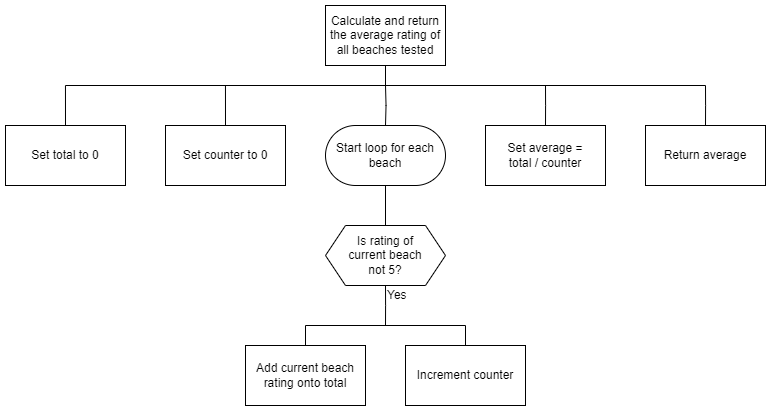 Calculate and return
the average rating of
all beaches tested
Set total to 0
Set counter to 0
Start loop for each
beach
Set average =
total / counter
Return average
Is rating of
current beach
not 5?
Yes
Add current beach
rating onto total
Increment counter